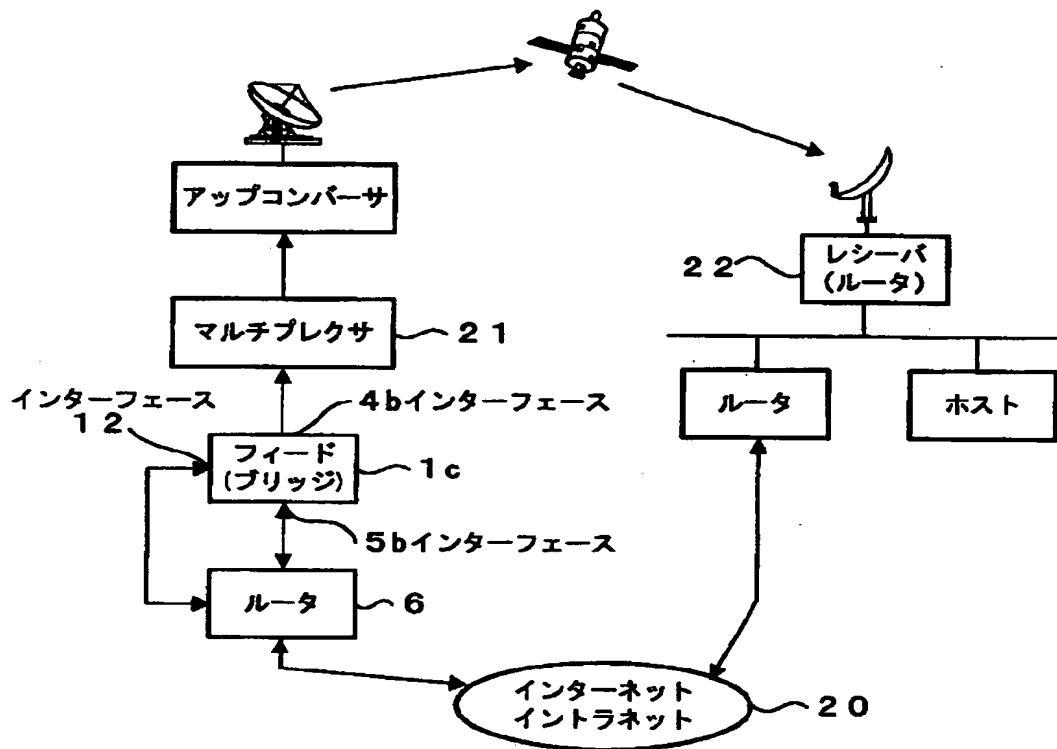 アップコンバーサ
レシーバ
(ルータ)
22
マルチプレクサ
21
インターフェース
12
4bインターフェース
ルータ
ホスト
フィード
(ブリッジ)
1c
5bインターフェース
ルータ
6
インターネット
イントラネット
20